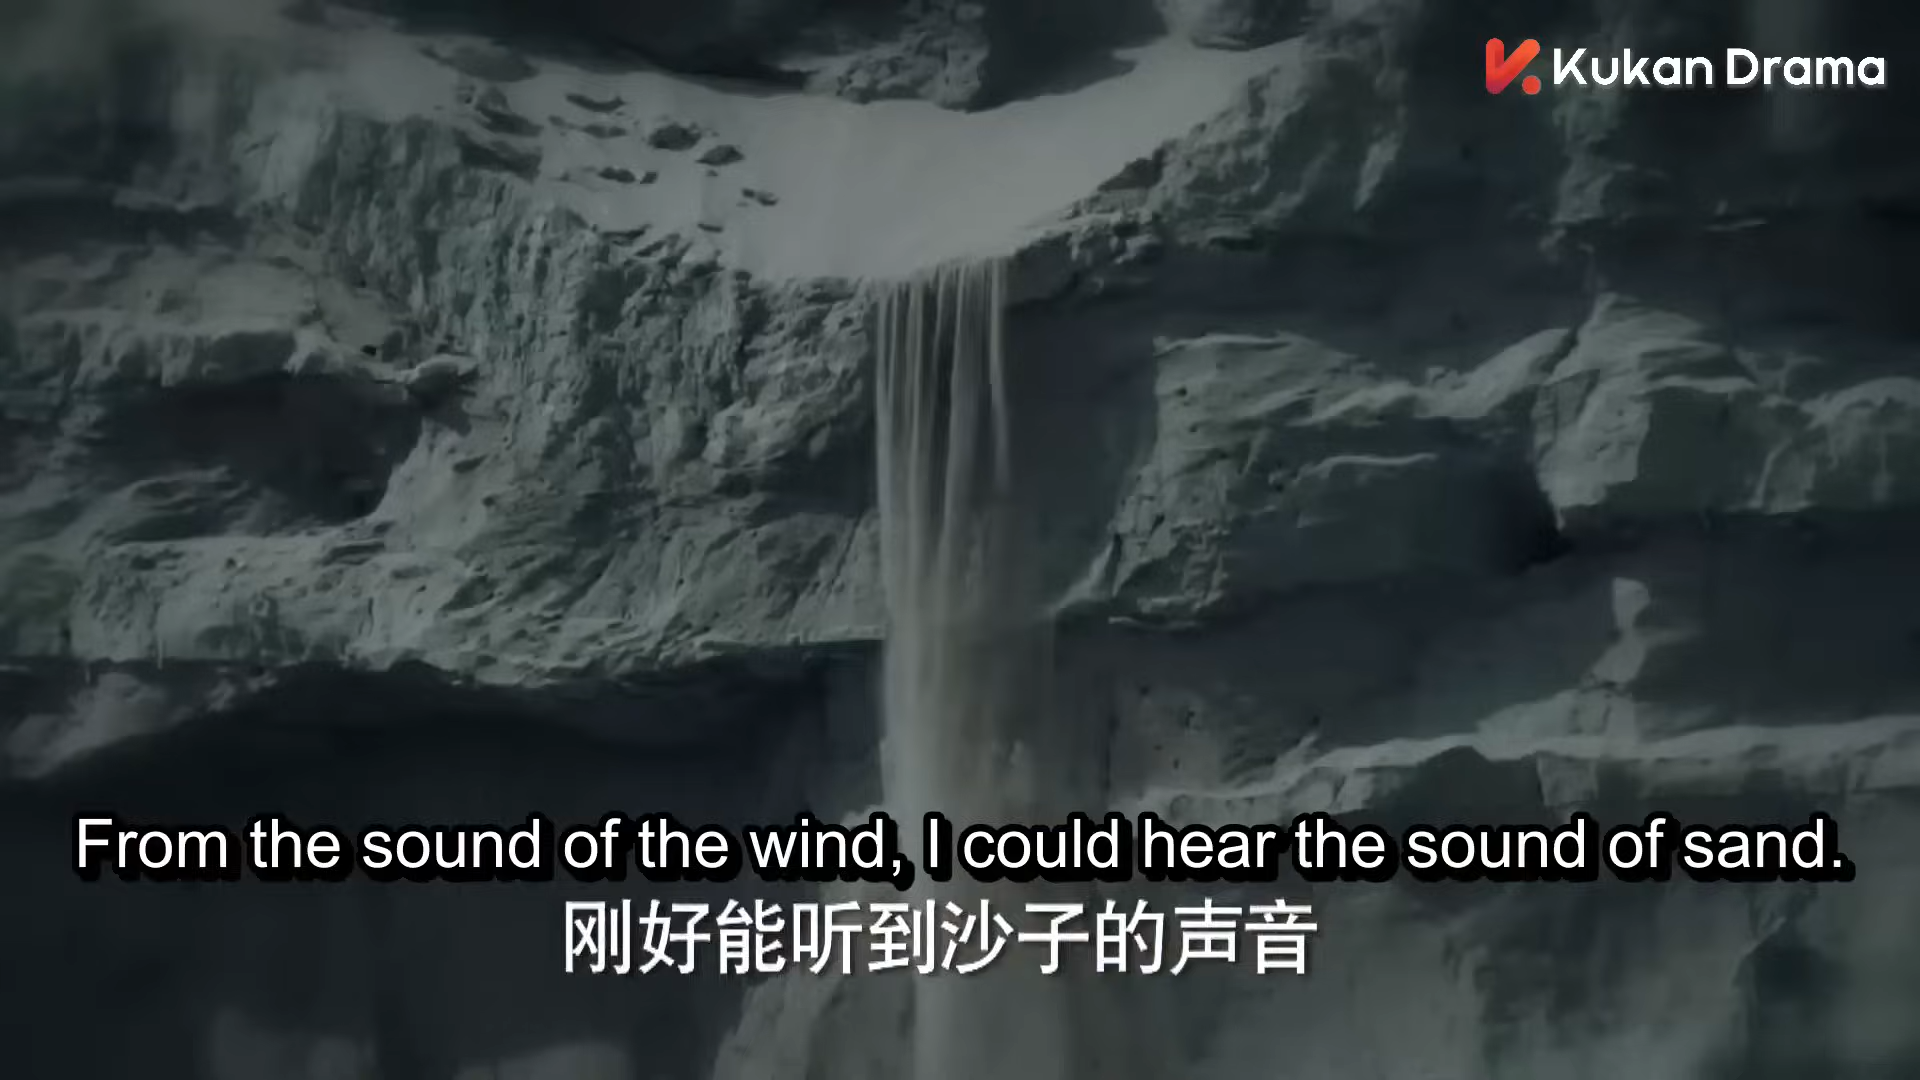 Kukan Drama
From the sound of the wind, I could hear the sound of sand.
刚好能听到沙子的声音